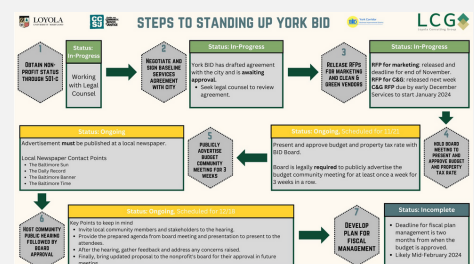 LOYOLA
STEPS TO STANDING UP YORK BID
LCG
1
OBTAIN NON-
PROFIT STATUS
THROUGH 501-C
Status:
In-Progress
Working
with Legal
Counsel
2
NEGOTIATE AND
SIGN BASELINE
SERVICES
AGREEMENT
WITH CITY
Status: In-Progress
York BID has drafted agreement
with the city and is awaiting
approval.
• Seek legal counsel to review
agreement.
3
RELEASE RFPS
FOR MARKETING
AND CLEAN &
GREEN VENDORS
Status: In-Progress
RFP for marketing: released and
deadline for end of November.
RFP for C&G: released next week
C&G RFP due by early December
Services to start January 2024
4
HOLD BOARD
MEETING TO
PRESENT AND
APPROVE BUDGET
AND PROPERTY
TAX RATE
Status: Ongoing,
Present and approve budget and property tax rate with
BID Board.
Board is legally required to publicly advertise the
budget community meeting for at least once a week for
3 weeks in a row.
5
PUBLICLY
ADVERTISE
BUDGET
COMMUNITY
MEETING FOR 3
WEEKS
Status: Ongoing
Advertisement must be published at a local newspaper.
Local Newspaper Contact Points
• The Baltimore Sun
• The Daily Record
• The Baltimore Banner
• The Baltimore Time
6
HOST COMMUNITY
PUBLIC HEARING
FOLLOWED BY
BOARD
APPROVAL
Status: Ongoing,
Key Points to keep in mind
• Invite local community members and stakeholders to the hearing.
• Provide the prepared agenda from board meeting and presentation to present to the
attendees.
• After the hearing, gather feedback and address any concerns raised.
• Finally, bring updated proposal to the nonprofit's board for their approval in future
7
DEVELOP
PLAN FOR
FISCAL
MANAGEMENT
Status: Incomplete
• Deadline for fiscal plan
management is two
months from when the
budget is approved.
• Likely Mid-February 2024